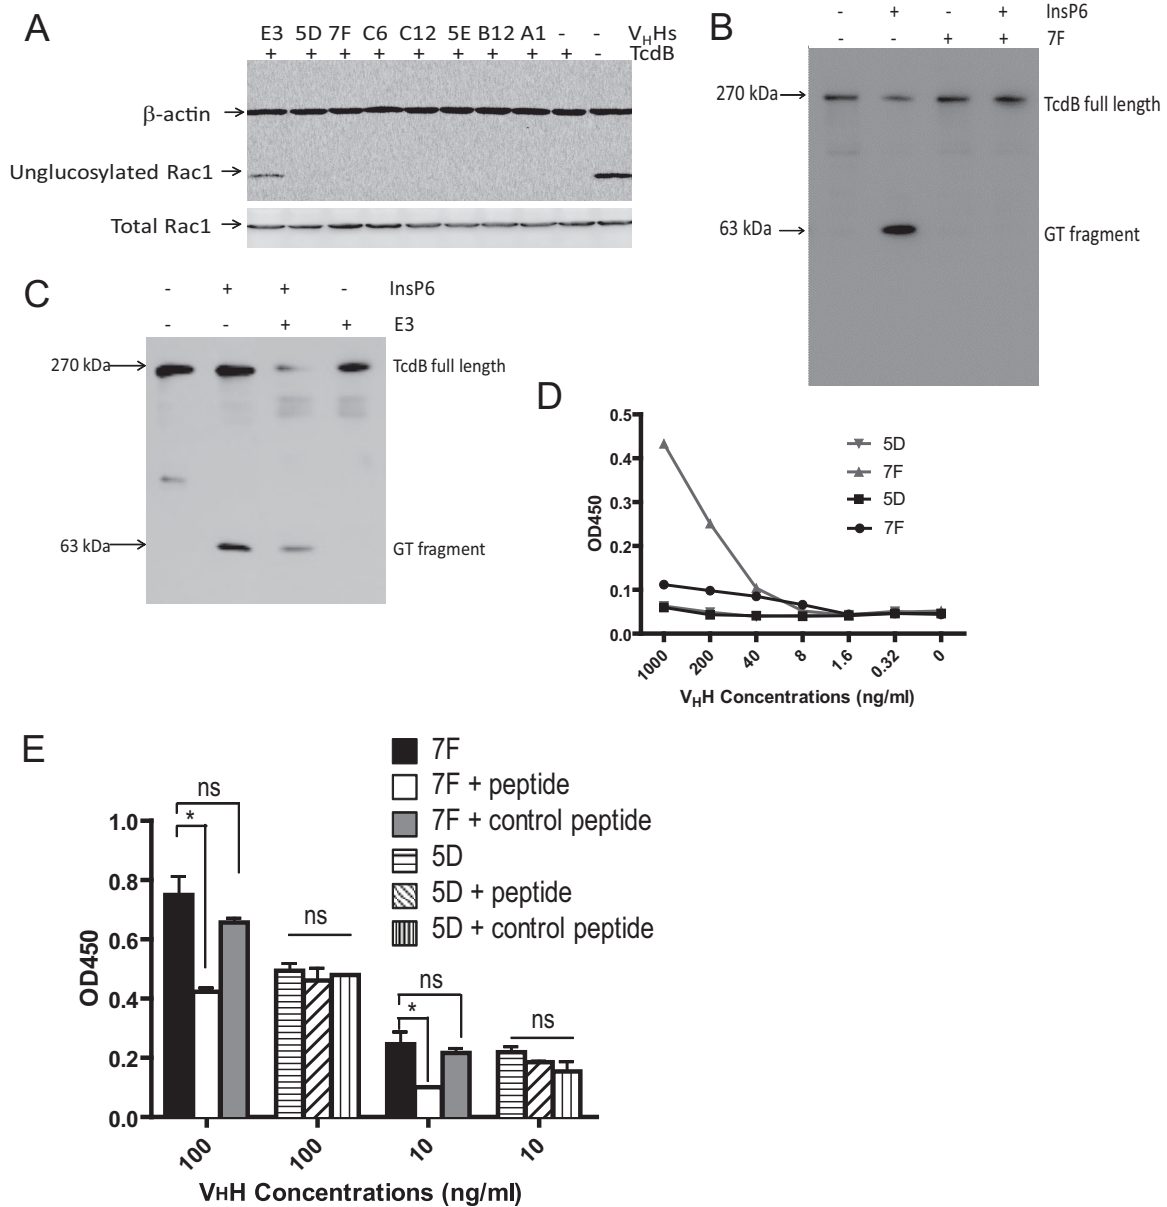 A
E3 5D 7F C6 C12 5E B12 A1 - - VHHs
+ + + + + + + + + - TcdB
β-actin
Unglucosylated Rac1
Total Rac1
B
- + - + InsP6
- - + + 7F
270 kDa
TcdB full length
63 kDa
GT fragment
C
- + + - InsP6
- - + + E3
270 kDa
TcdB full length
63 kDa
GT fragment
D
0.5
0.4
0.3
0.2
0.1
0.0
OD450
5D
7F
5D
7F
1000 200 40 8 1.6 0.32 0
VHH Concentrations (ng/ml)
E
7F
7F + peptide
7F + control peptide
5D
5D + peptide
5D + control peptide
ns
*
ns
ns
*
ns
1.0
0.8
0.6
0.4
0.2
0.0
OD450
100 100 10 10
VHH Concentrations (ng/ml)